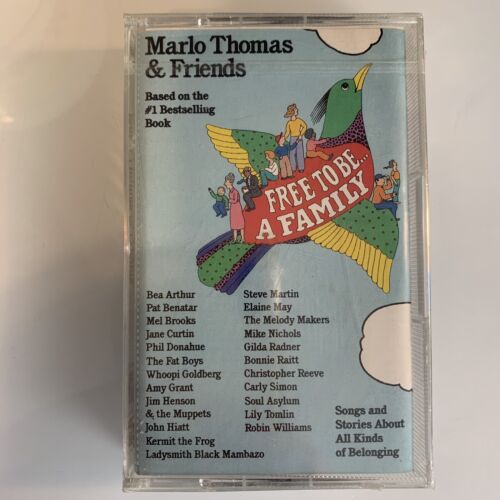 Marlo Thomas
& Friends
Based on the
#1 Bestselling
Book
FREE TO BE...
A FAMILY
Bea Arthur
Pat Benatar
Mel Brooks
Jane Curtin
Phil Donahue
The Fat Boys
Whoopi Goldberg
Amy Grant
Jim Henson
& the Muppets
John Hiatt
Kermit the Frog
Ladysmith Black Mambazo
Steve Martin
Elaine May
The Melody Makers
Mike Nichols
Gilda Radner
Bonnie Raitt
Christopher Reeve
Carly Simon
Soul Asylum
Lily Tomlin
Robin Williams
Songs and
Stories About
All Kinds
of Belonging